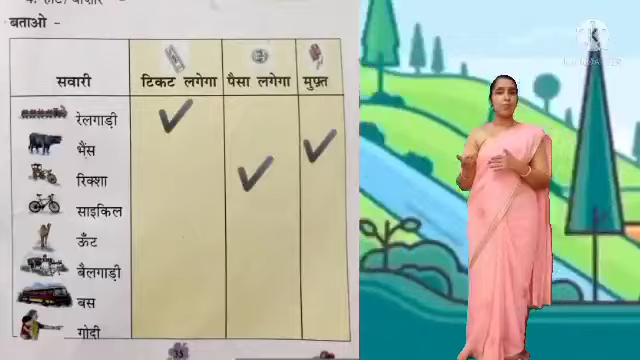 बताओ -
सवारी टिकट लगेगा पैसा लगेगा मुफ़्त
रेलगाड़ी
भैंस
रिक्शा
साइकिल
ऊँट
बैलगाड़ी
बस
गोदी